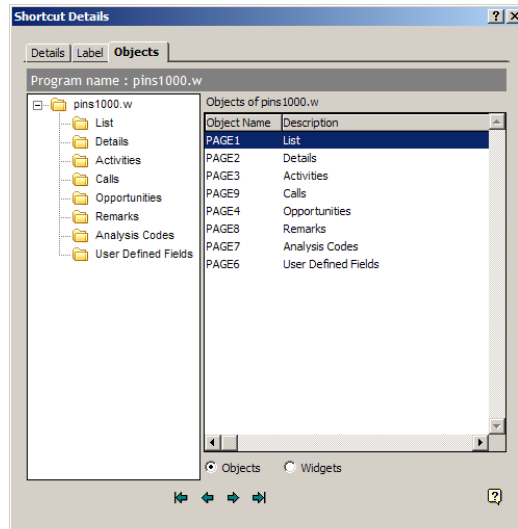 Shortcut Details
Details Label Objects
Program name : pins1000.w
pins1000.w
List
Details
Activities
Calls
Opportunities
Remarks
Analysis Codes
User Defined Fields
Objects of pins1000.w
Object Name Description
PAGE1 List
PAGE2 Details
PAGE3 Activities
PAGE9 Calls
PAGE4 Opportunities
PAGE8 Remarks
PAGE7 Analysis Codes
PAGE6 User Defined Fields
Objects Widgets